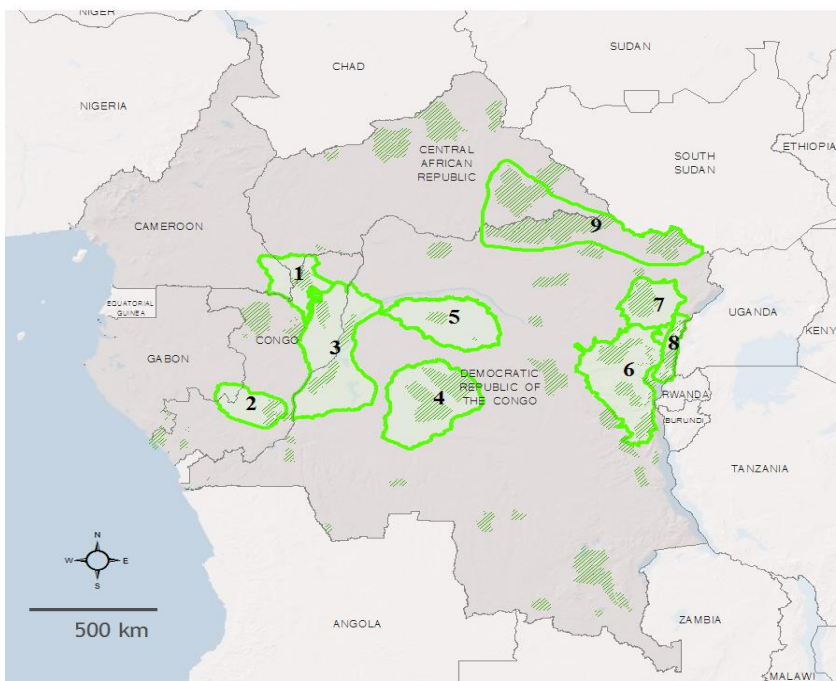 NIGER
SUDAN
CHAD
NIGERIA
CENTRAL
AFRICAN
REPUBLIC
ETHIOPIA
SOUTH
SUDAN
CAMEROON
9
1
EQUATORIAL
GUINEA
7
UGANDA
5
CONGO
3
8
KENY
GABON
6
DEMOCRATIC
REPUBLIC OF
THE CONGO
4
RWANDA
2
BURUNDI
TANZANIA
N
W
E
S
500 km
ANGOLA
ZAMBIA
MALAWI